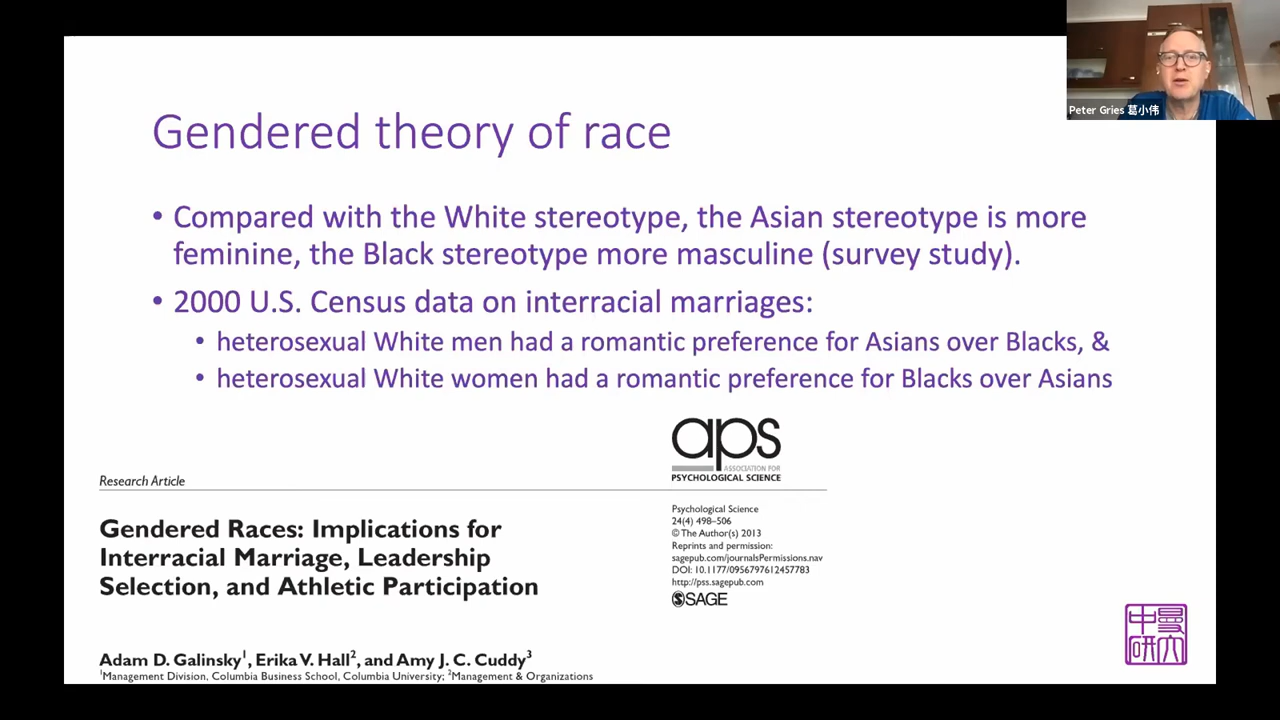 Peter Gries 葛小伟
Gendered theory of race
• Compared with the White stereotype, the Asian stereotype is more
feminine, the Black stereotype more masculine (survey study).
• 2000 U.S. Census data on interracial marriages:
• heterosexual White men had a romantic preference for Asians over Blacks, &
• heterosexual White women had a romantic preference for Blacks over Asians
aps
ASSOCIATION FOR
PSYCHOLOGICAL SCIENCE
Research Article
Gendered Races: Implications for
Interracial Marriage, Leadership
Selection, and Athletic Participation
Psychological Science
24(4) 498–506
© The Author(s) 2013
Reprints and permission:
sagepub.com/journalsPermissions.nav
DOI: 10.1177/0956797612457783
http://pss.sagepub.com
SAGE
Adam D. Galinsky1, Erika V. Hall2, and Amy J. C. Cuddy3
1Management Division, Columbia Business School, Columbia University; 2Management & Organizations
中曼
研大